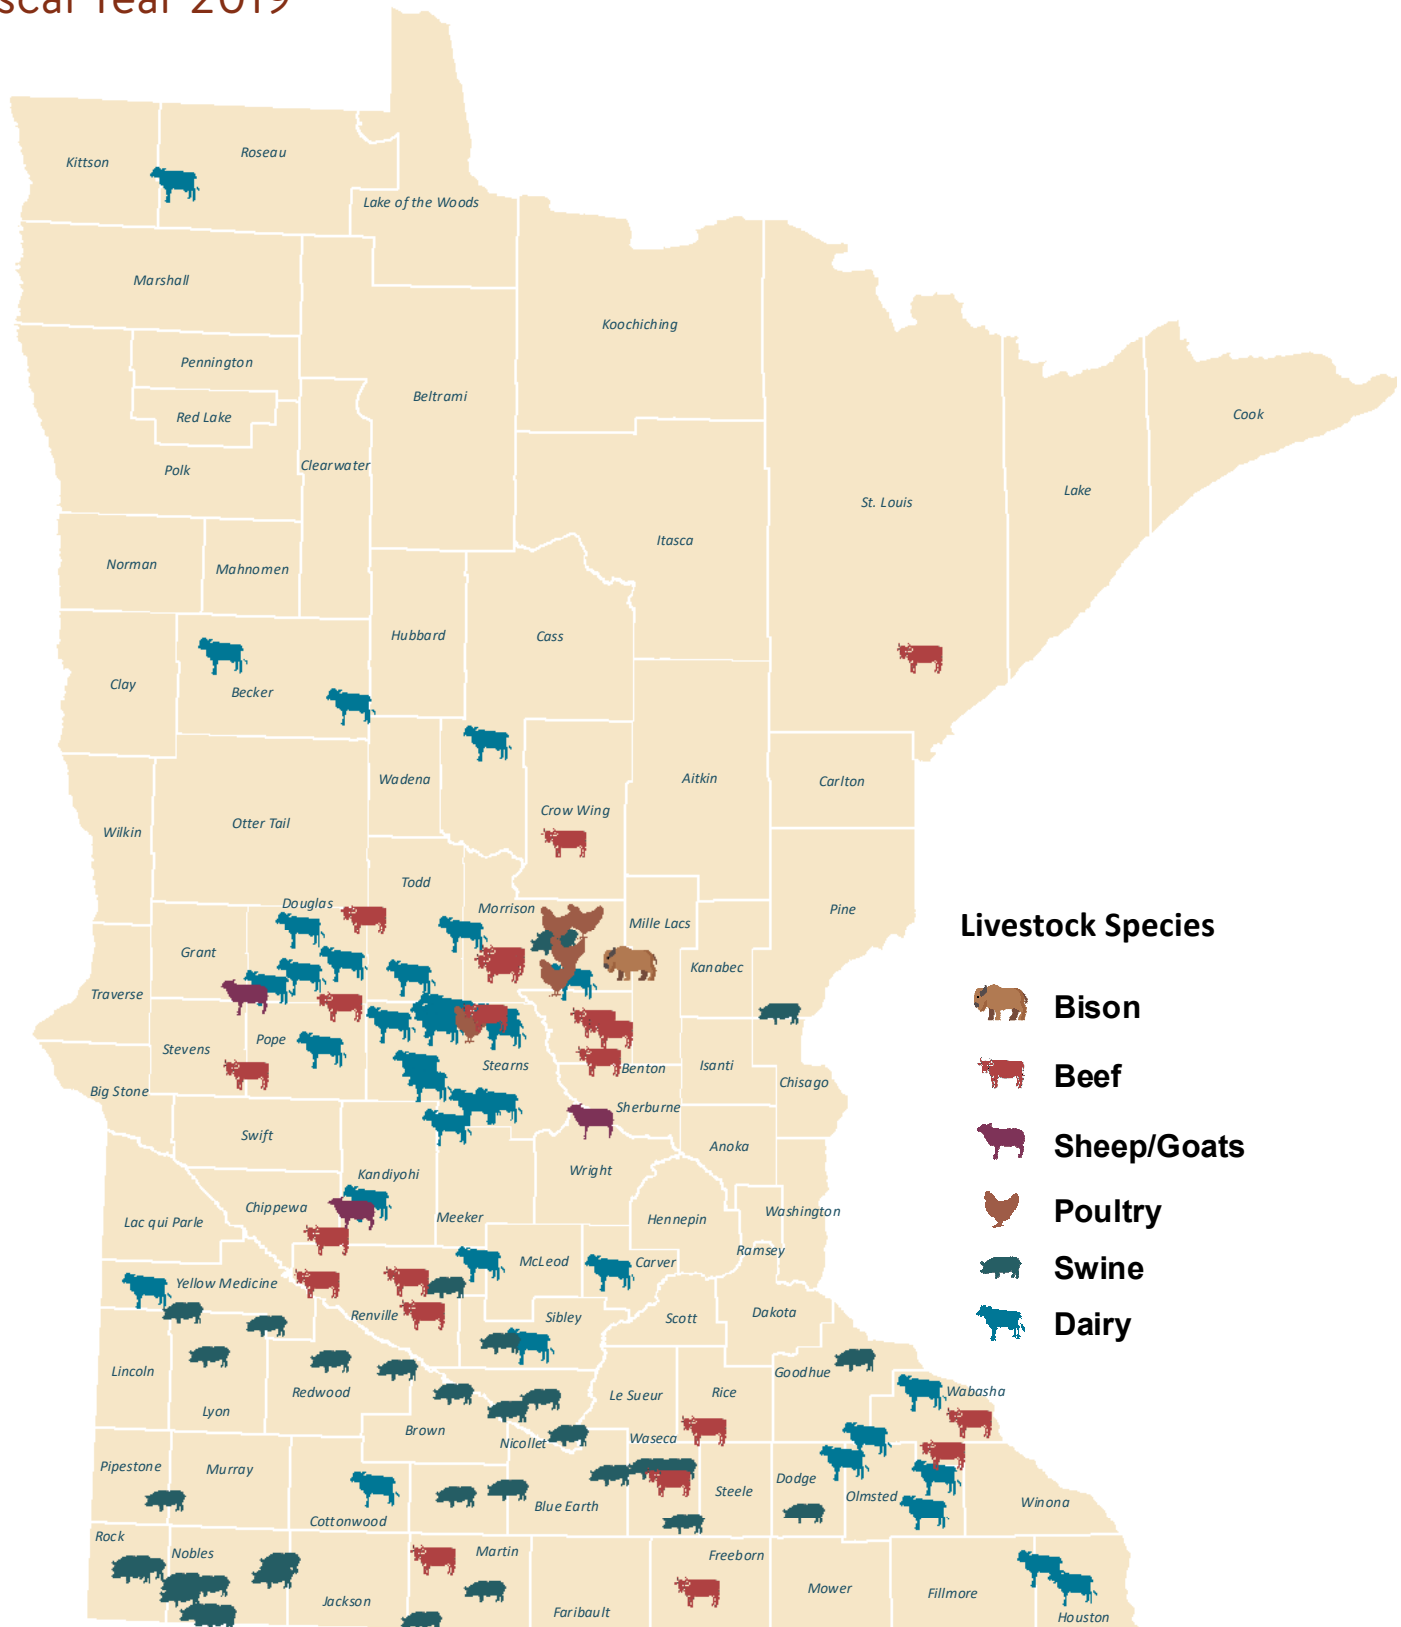 scal Year 2019
Kittson
Roseau
Lake of the Woods
Marshall
Koochiching
Pennington
Beltrami
Red Lake
Cook
Clearwater
Polk
Lake
St. Louis
Itasca
Norman
Mahnomen
Hubbard
Cass
Clay
Becker
Wadena
Aitkin
Carlton
Crow Wing
Otter Tail
Wilkin
Todd
Douglas
Morrison
Pine
Mille Lacs
Grant
Kanabec
Traverse
Pope
Stevens
Stearns
Benton
Isanti
Chisago
Big Stone
Sherburne
Swift
Anoka
Kandiyohi
Wright
Chippewa
Washington
Lac qui Parle
Meeker
Hennepin
Ramsey
McLeod
Carver
Yellow Medicine
Renville
Sibley
Scott
Dakota
Lincoln
Goodhue
Redwood
Le Sueur
Rice
Wabasha
Lyon
Brown
Nicollet
Waseca
Pipestone
Murray
Dodge
Steele
Olmsted
Winona
Blue Earth
Cottonwood
Rock
Nobles
Martin
Freeborn
Mower
Fillmore
Jackson
Faribault
Houston
Livestock Species
Bison
Beef
Sheep/Goats
Poultry
Swine
Dairy